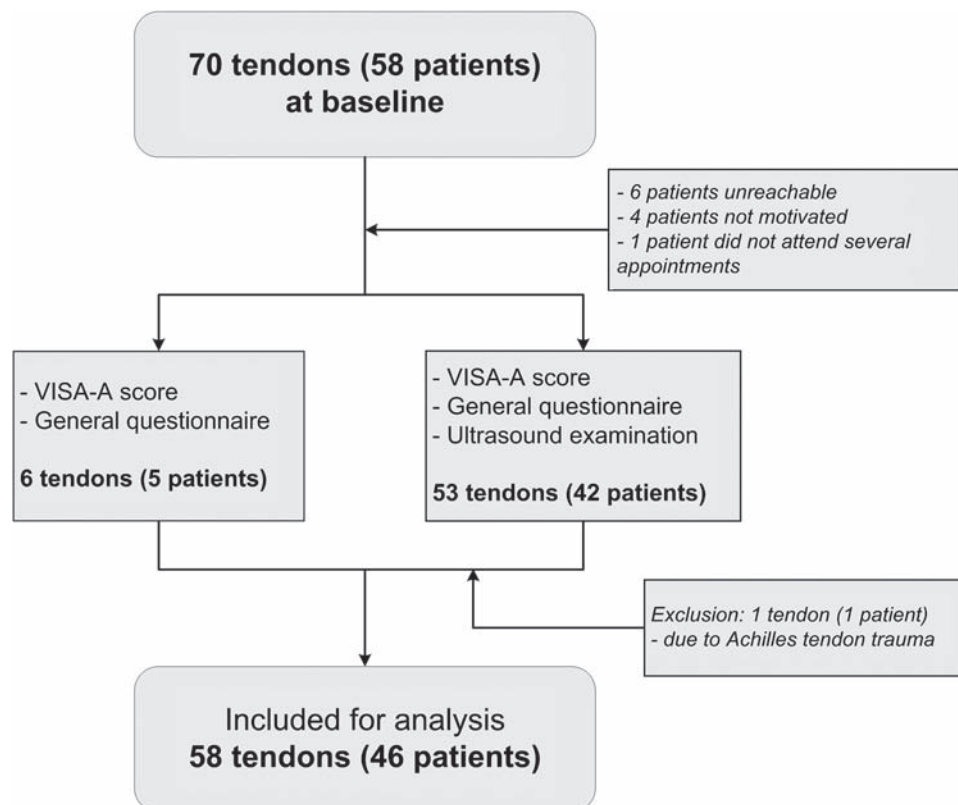 70 tendons (58 patients)
at baseline
- 6 patients unreachable
- 4 patients not motivated
- 1 patient did not attend several
appointments
- VISA-A score
- General questionnaire
6 tendons (5 patients)
- VISA-A score
- General questionnaire
- Ultrasound examination
53 tendons (42 patients)
Exclusion: 1 tendon (1 patient)
- due to Achilles tendon trauma
Included for analysis
58 tendons (46 patients)